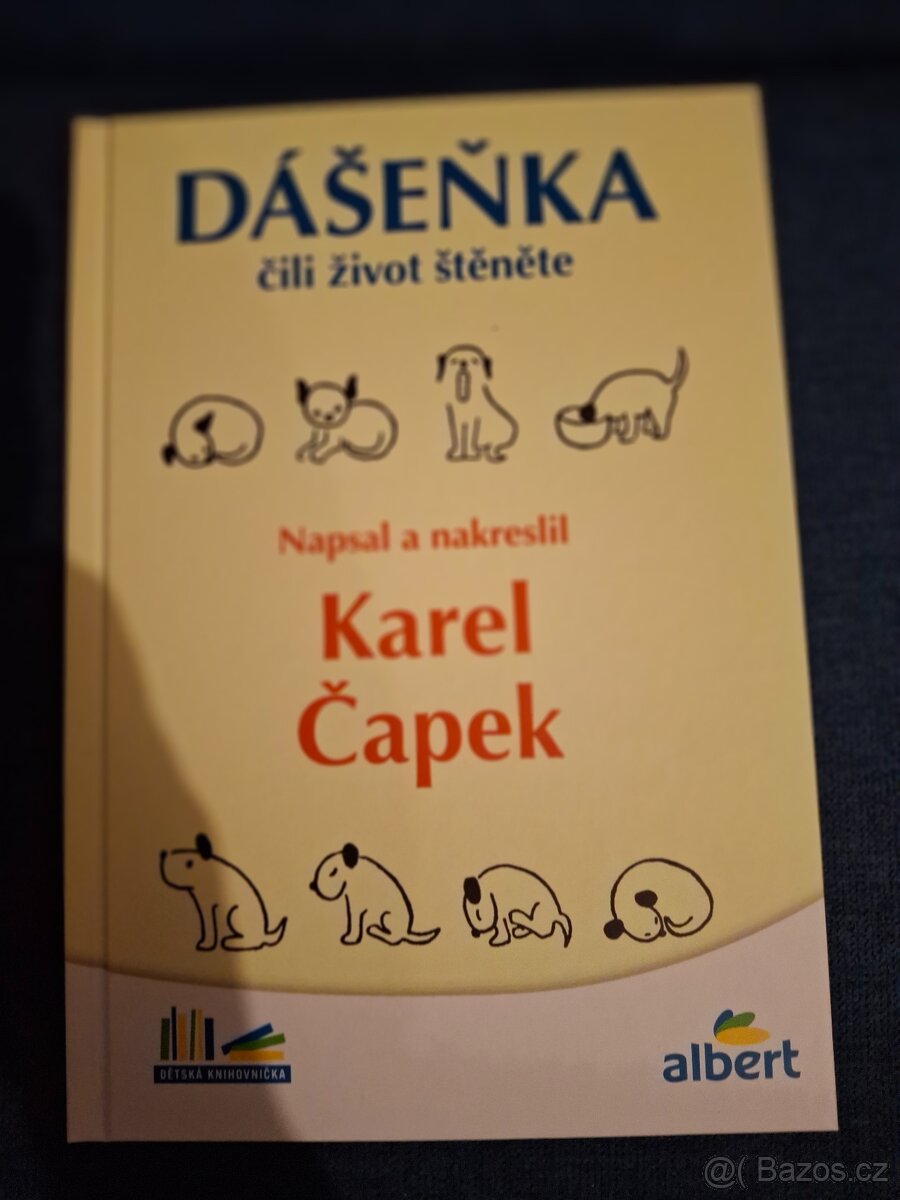 DÁŠEŇKA
čili život štěněte
Napsal a nakreslil
Karel
Čapek
DĚTSKÁ KNIHOVNIČKA
albert
@( Bazos.cz